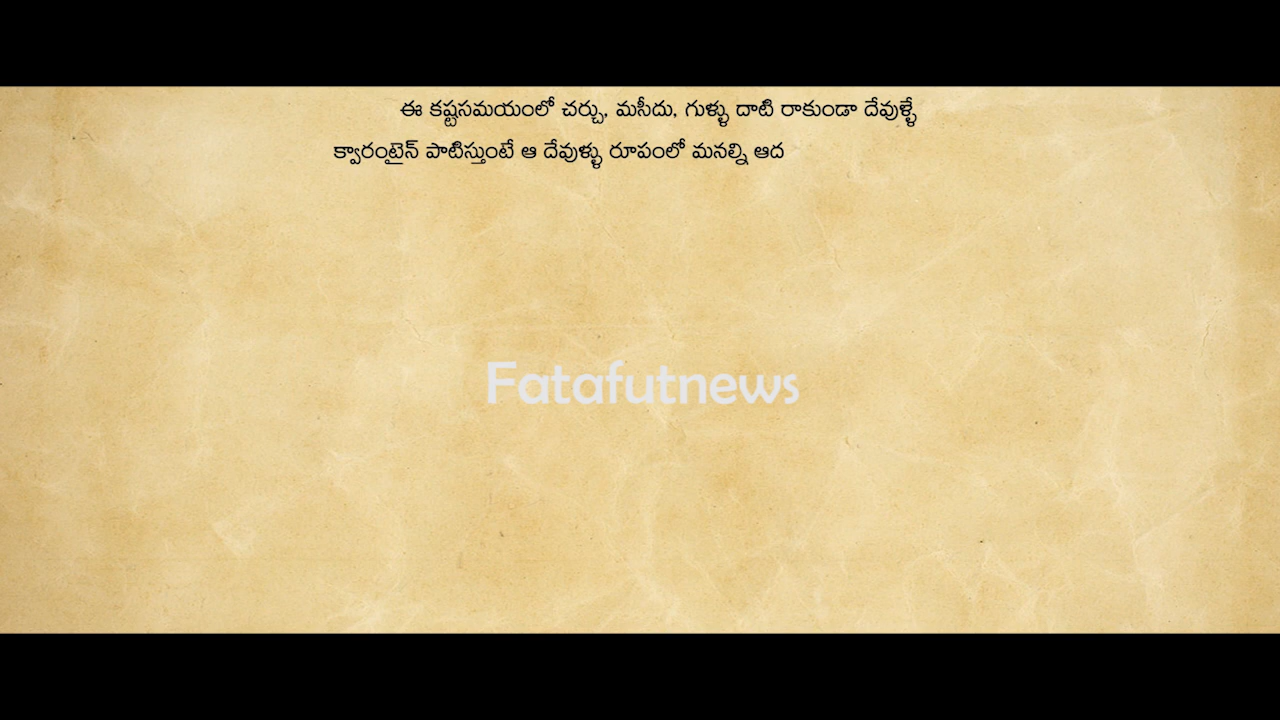 ఈ కష్టసమయంలో చర్చు, మసీదు, గుళ్ళు దాటి రాకుండా దేవుళ్ళే
క్వారంటైన్ పాటిస్తుంటే ఆ దేవుళ్ళు రూపంలో మనల్ని ఆద
Fatafutnews